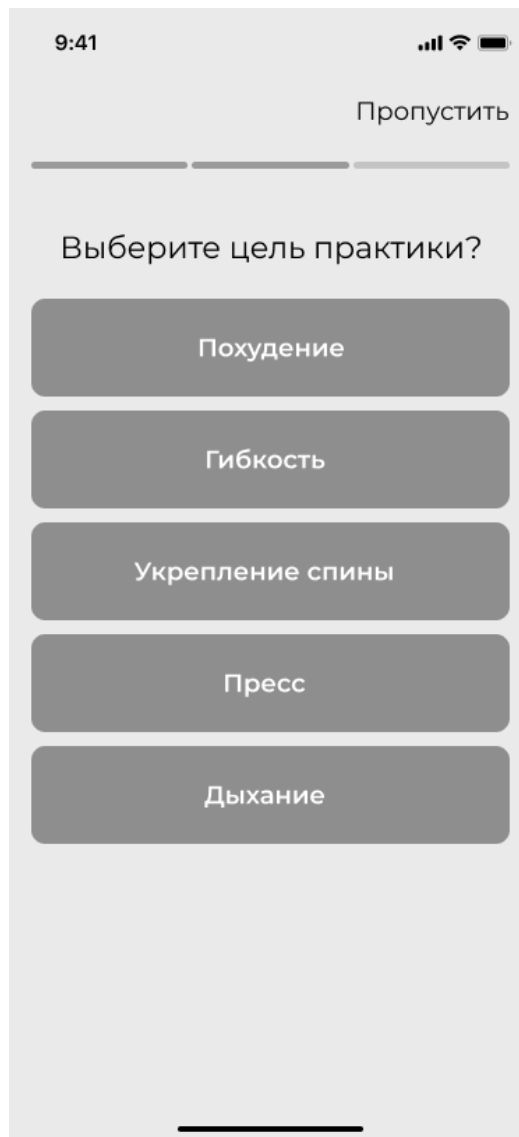 9:41
Пропустить
Выберите цель практики?
Похудение
Гибкость
Укрепление спины
Пресс
Дыхание